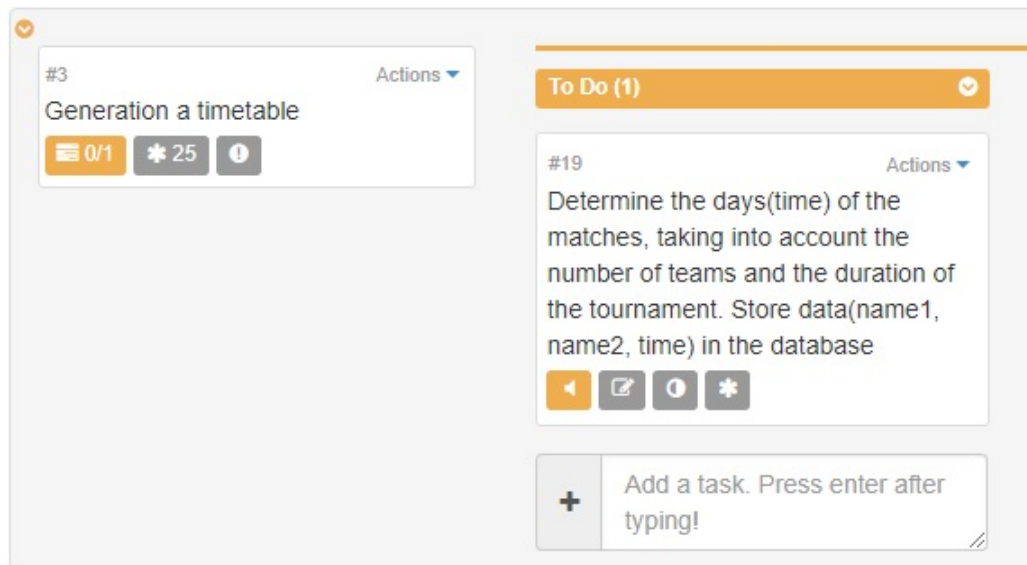 #3 Actions
Generation a timetable
0/1 25
To Do (1)
#19 Actions
Determine the days(time) of the
matches, taking into account the
number of teams and the duration of
the tournament. Store data(name1,
name2, time) in the database
Add a task. Press enter after
typing!